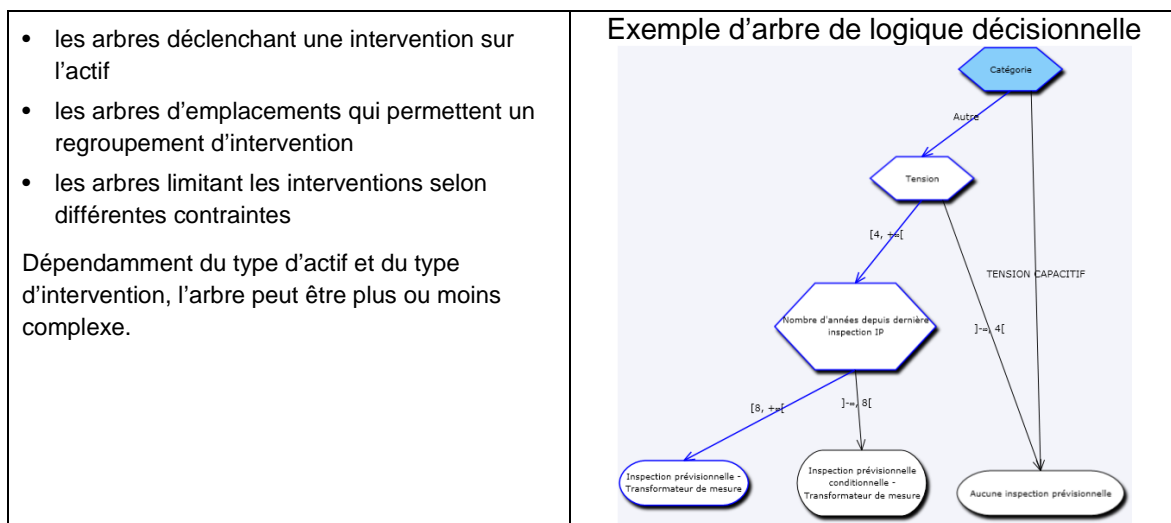 • les arbres déclenchant une intervention sur
l'actif
• les arbres d'emplacements qui permettent un
regroupement d'intervention
• les arbres limitant les interventions selon
différentes contraintes
Dépendamment du type d'actif et du type
d'intervention, l'arbre peut être plus ou moins
complexe.
Exemple d'arbre de logique décisionnelle
Catégorie
Autre
Tension
[4, +∞[
TENSION CAPACITIF
Nombre d'années depuis dernière
inspection IP
]-∞, 4[
[8, +∞[
]-∞, 8[
Inspection prévisionnelle -
Transformateur de mesure
Inspection prévisionnelle
conditionnelle -
Transformateur de mesure
Aucune inspection prévisionnelle